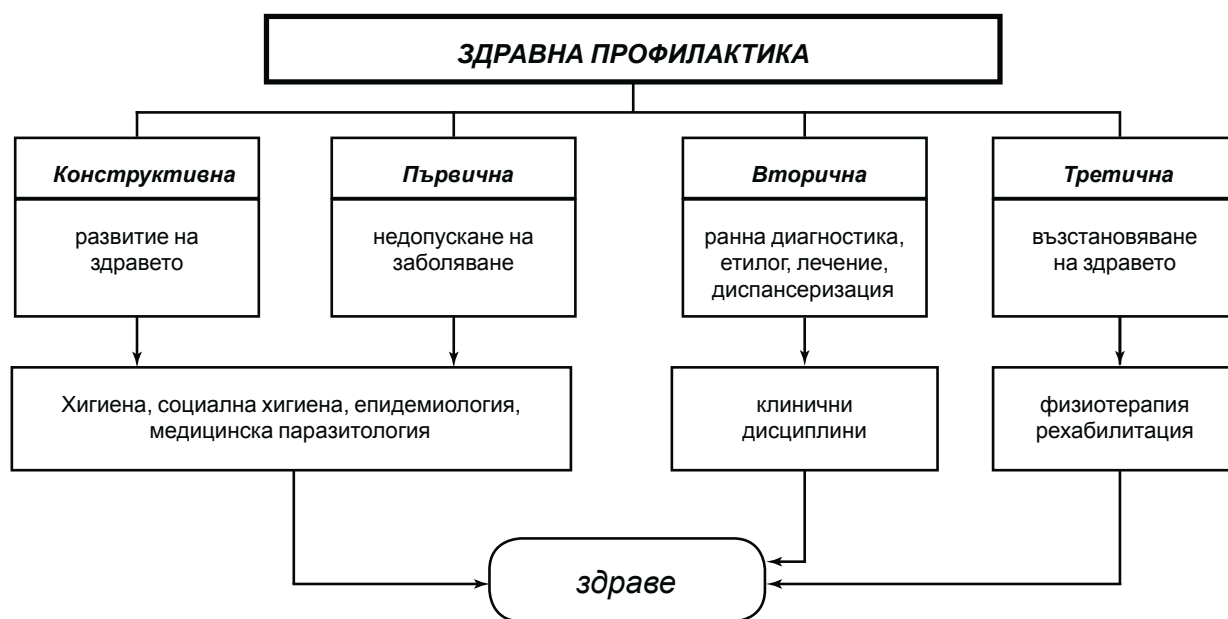 ЗДРАВНА ПРОФИЛАКТИКА
Конструктивна
развитие на
здравето
Първична
недопускане на
заболяване
Вторична
ранна диагностика,
етилог, лечение,
диспансеризация
Третична
възстановяване
на здравето
Хигиена, социална хигиена, епидемиология,
медицинска паразитология
клинични
дисциплини
физиотерапия
рехабилитация
здраве